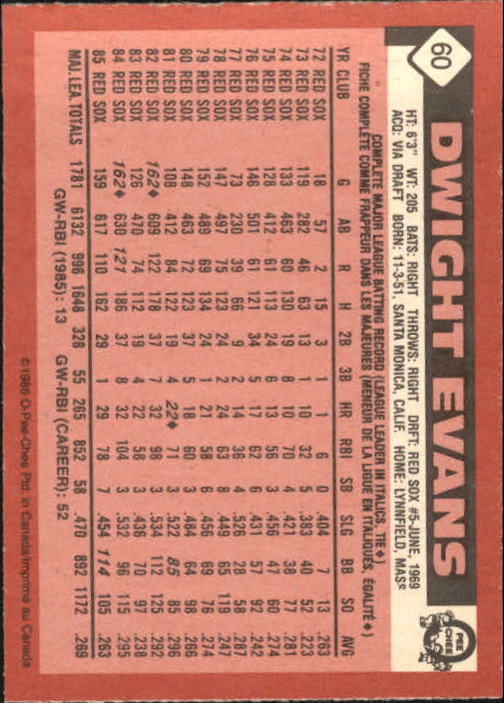 60
DWIGHT EVANS
O PEE CHEE
HT: 6'3" WT: 205 BATS: RIGHT THROWS: RIGHT DRFT: RED SOX #5-JUNE, 1969
ACQ: VIA DRAFT BORN: 11-3-51, SANTA MONICA, CALIF. HOME: LYNNFIELD, MASS
COMPLETE MAJOR LEAGUE BATTING RECORD (LEAGUE LEADER IN ITALICS, TIE ♦)
FICHE COMPLÈTE COMME FRAPPEUR DANS LES MAJEURES (MENEUR DE LA LIGUE EN ITALIQUES, ÉGALITÉ ♦)
YR CLUB G AB R H 2B 3B HR RBI SB SLG BB SO AVG
72 RED SOX 18 57 2 15 3 1 1 6 0 .404 7 13 .263
73 RED SOX 119 282 46 63 13 1 10 32 5 .383 40 52 .223
74 RED SOX 133 463 60 130 19 8 10 70 4 .421 38 77 .281
75 RED SOX 128 412 61 113 24 6 13 56 3 .456 47 60 .274
76 RED SOX 146 501 61 121 34 5 17 62 6 .431 57 92 .242
77 RED SOX 73 230 39 66 9 2 14 36 4 .526 28 58 .287
78 RED SOX 147 497 75 123 24 2 24 63 8 .449 65 119 .247
79 RED SOX 152 489 69 134 24 1 21 58 6 .456 69 76 .274
80 RED SOX 148 463 72 123 37 5 18 60 3 .484 64 98 .266
81 RED SOX 108 412 84 122 19 4 22♦ 71 3 .522 85 85 .296
82 RED SOX 162♦ 609 122 178 37 7 32 98 3 .534 112 125 .292
83 RED SOX 126 470 74 112 19 4 22 58 3 .436 70 97 .238
84 RED SOX 162♦ 630 121 186 37 8 32 104 3 .532 96 115 .295
85 RED SOX 159 617 110 162 29 1 29 78 7 .454 114 105 .263
MAJ. LEA. TOTALS 1781 6132 996 1648 328 55 265 852 58 .470 892 1172 .269
GW-RBI (1985): 13 GW-RBI (CAREER): 52
©1986 O-Pee-Chee Ptd. in Canada/Imprimé au Canada